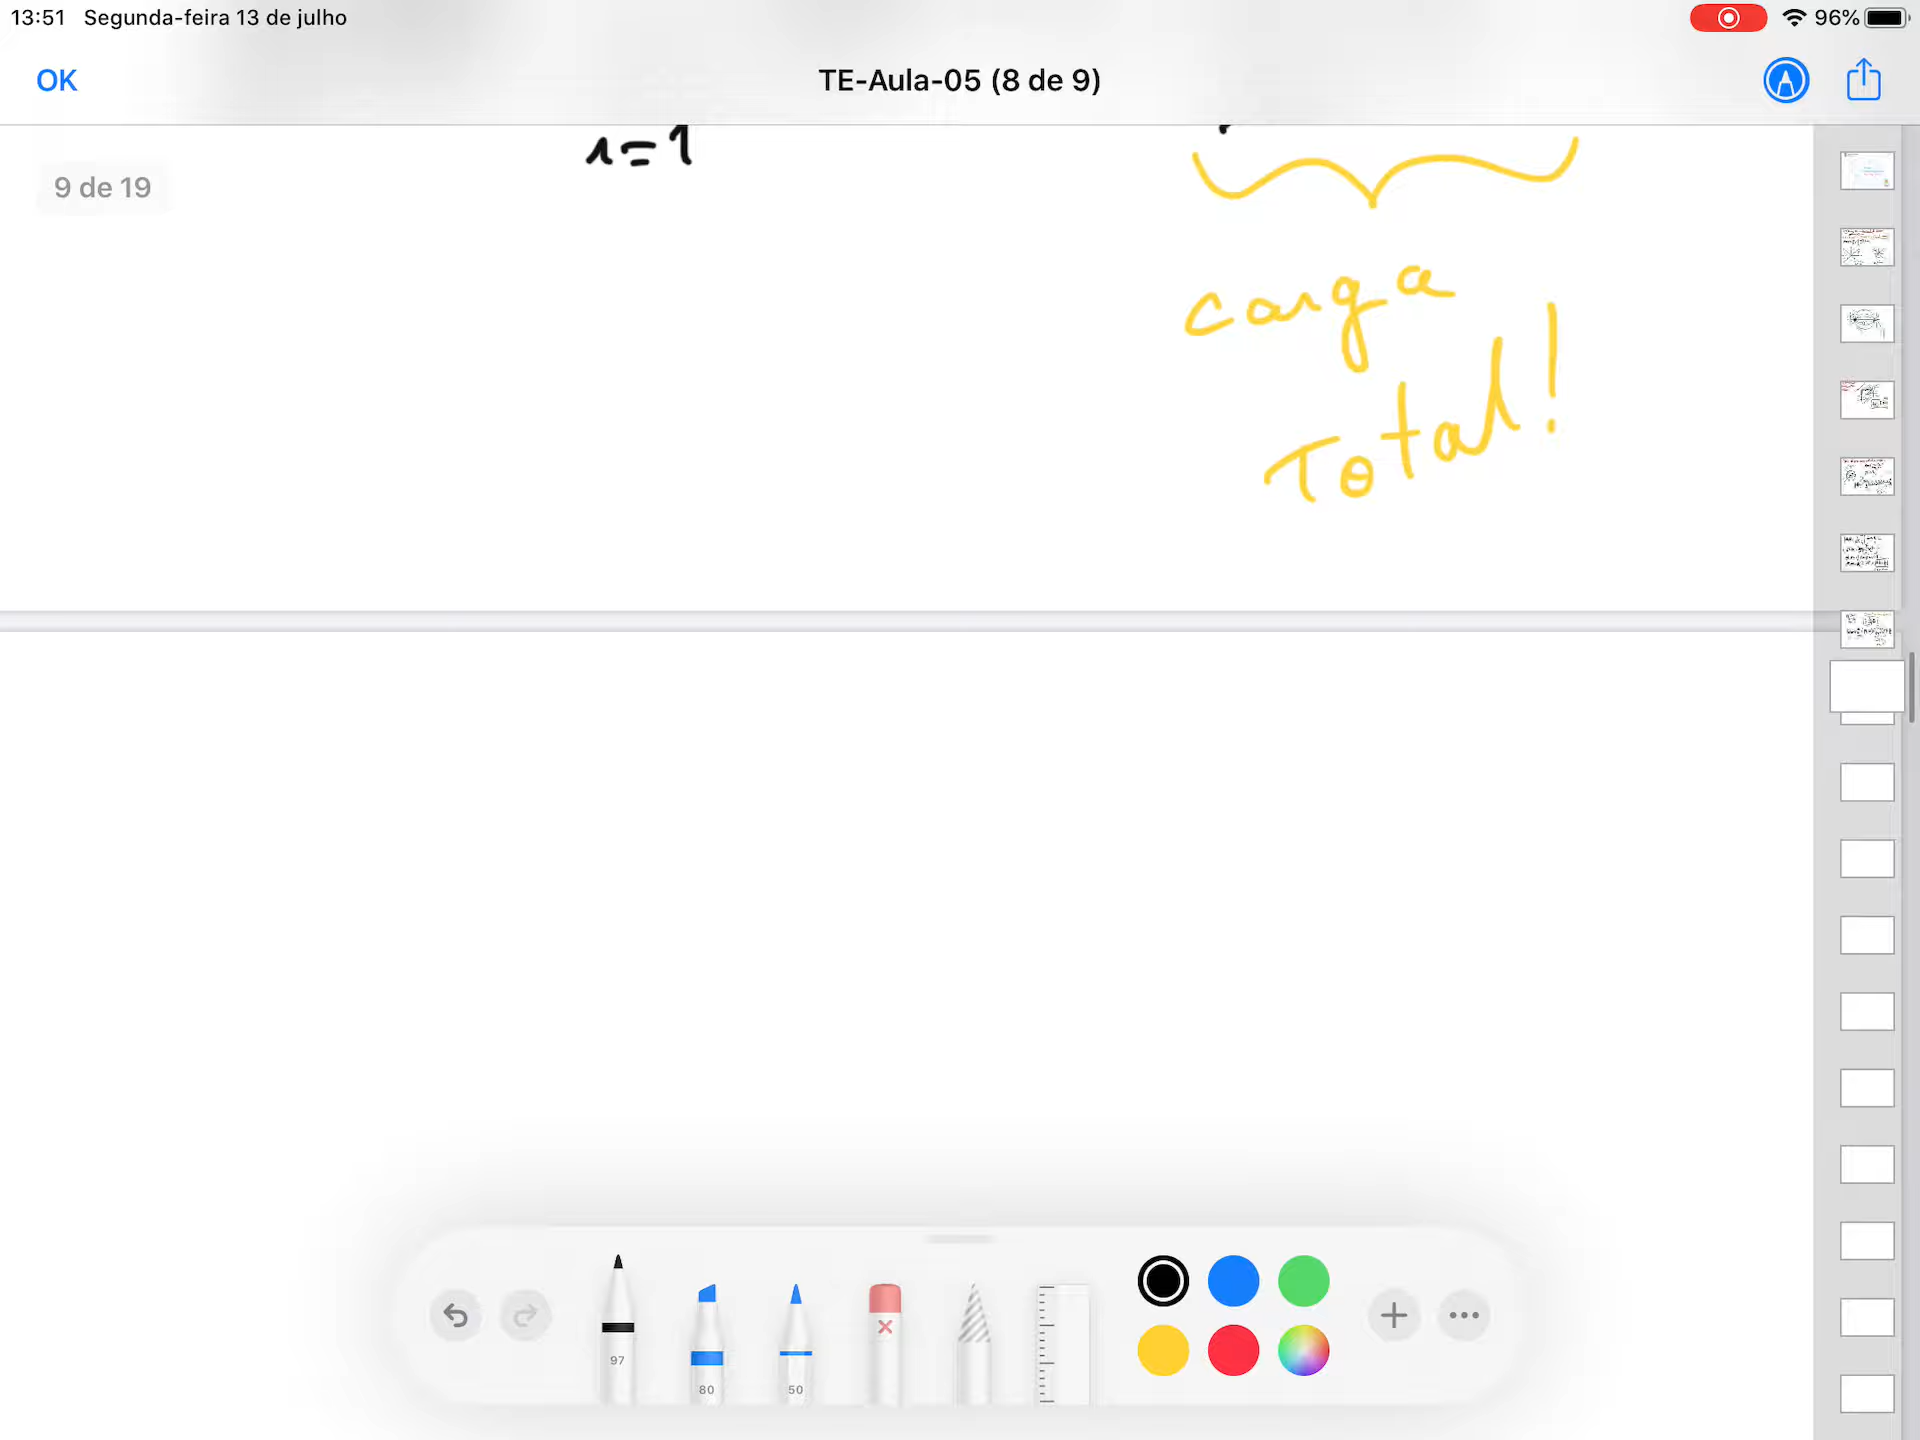 13:51 Segunda-feira 13 de julho 96%
OK TE-Aula-05 (8 de 9)
i=1
9 de 19
carga
Total!
97 80 50